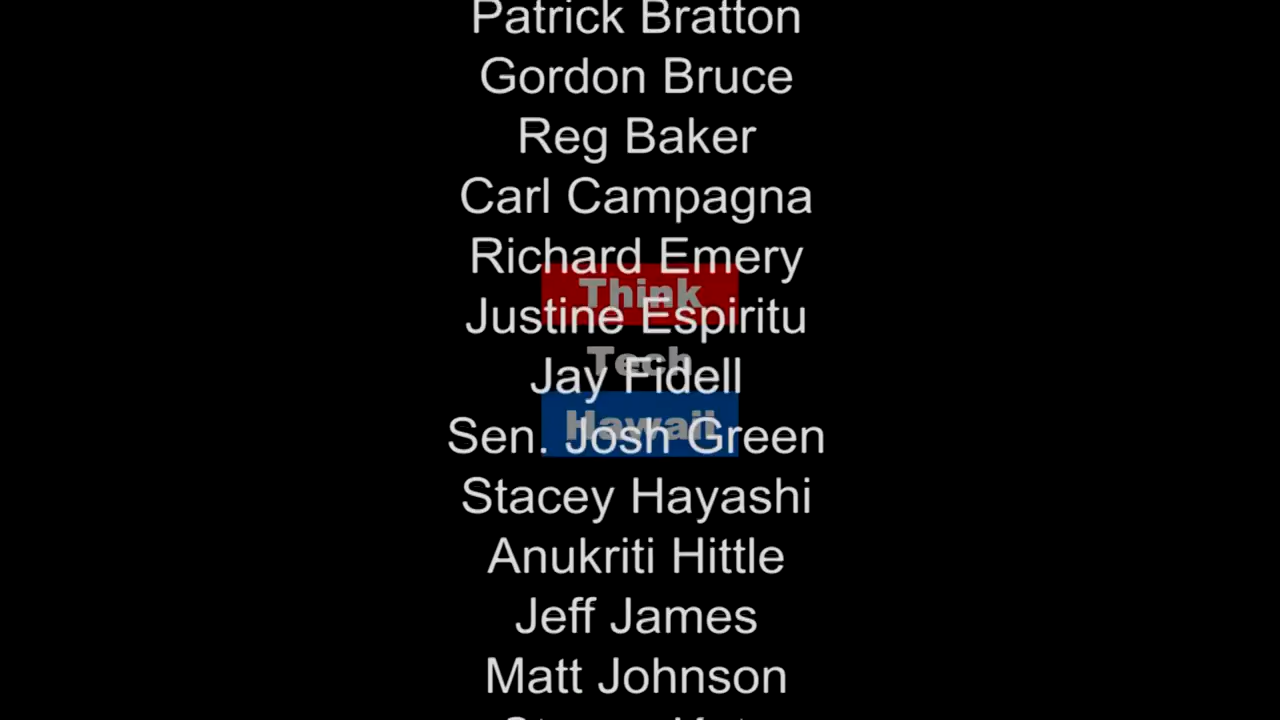 Patrick Bratton
Gordon Bruce
Reg Baker
Carl Campagna
Richard Emery
Think
Justine Espiritu
Tech
Jay Fidell
Hawaii
Sen. Josh Green
Stacey Hayashi
Anukriti Hittle
Jeff James
Matt Johnson